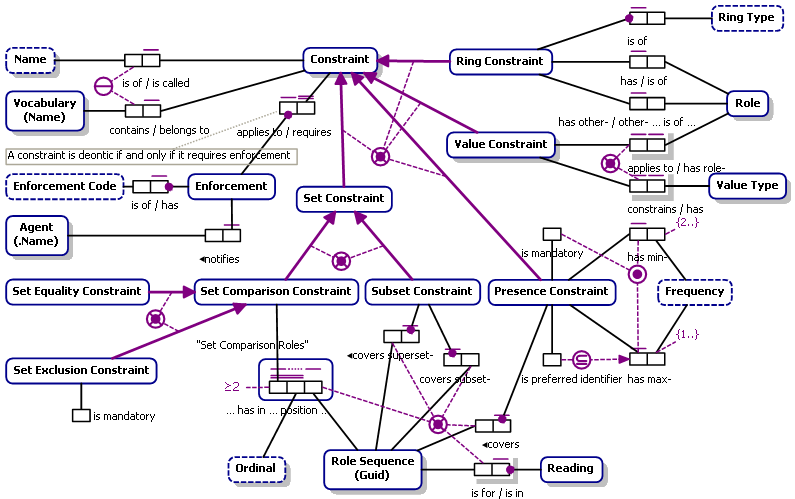 Ring Type
Name
Constraint
Ring Constraint
is of
is of / is called
has / is of
Vocabulary
(Name)
Role
contains / belongs to
applies to / requires
has other- / other- ... is of ...
Value Constraint
A constraint is deontic if and only if it requires enforcement
applies to / has role-
Enforcement Code
Enforcement
Value Type
is of / has
Set Constraint
constrains / has
Agent
(.Name)
{2..}
◂notifies
is mandatory
has min-
Set Equality Constraint
Set Comparison Constraint
Subset Constraint
Presence Constraint
Frequency
{1..}
"Set Comparison Roles"
◂covers superset-
Set Exclusion Constraint
covers subset-
is preferred identifier
has max-
≥2
is mandatory
... has in ... position ...
◂covers
Ordinal
Role Sequence
(Guid)
Reading
is for / is in